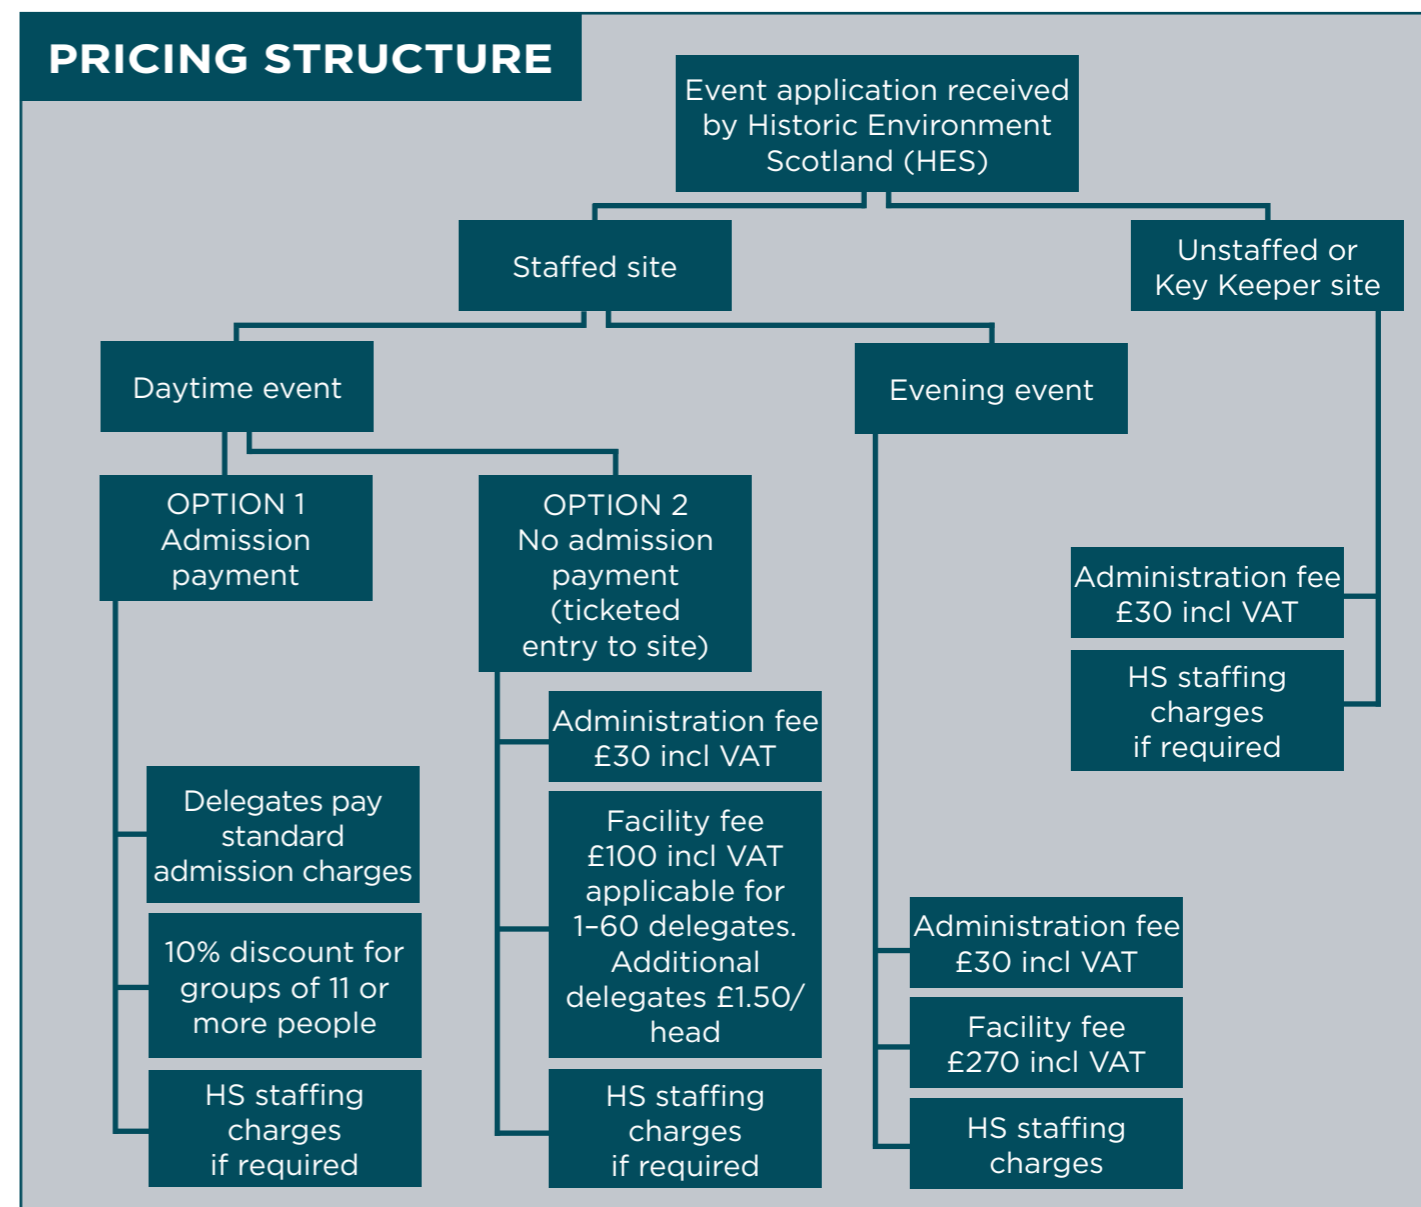 PRICING STRUCTURE
Event application received
by Historic Environment
Scotland (HES)
Staffed site
Unstaffed or
Key Keeper site
Daytime event
Evening event
OPTION 1
Admission
payment
OPTION 2
No admission
payment
(ticketed
entry to site)
Delegates pay
standard
admission charges
10% discount for
groups of 11 or
more people
HS staffing
charges
if required
Administration fee
£30 incl VAT
Facility fee
£100 incl VAT
applicable for
1–60 delegates.
Additional
delegates £1.50/
head
HS staffing
charges
if required
Administration fee
£30 incl VAT
Facility fee
£270 incl VAT
HS staffing
charges
Administration fee
£30 incl VAT
HS staffing
charges
if required